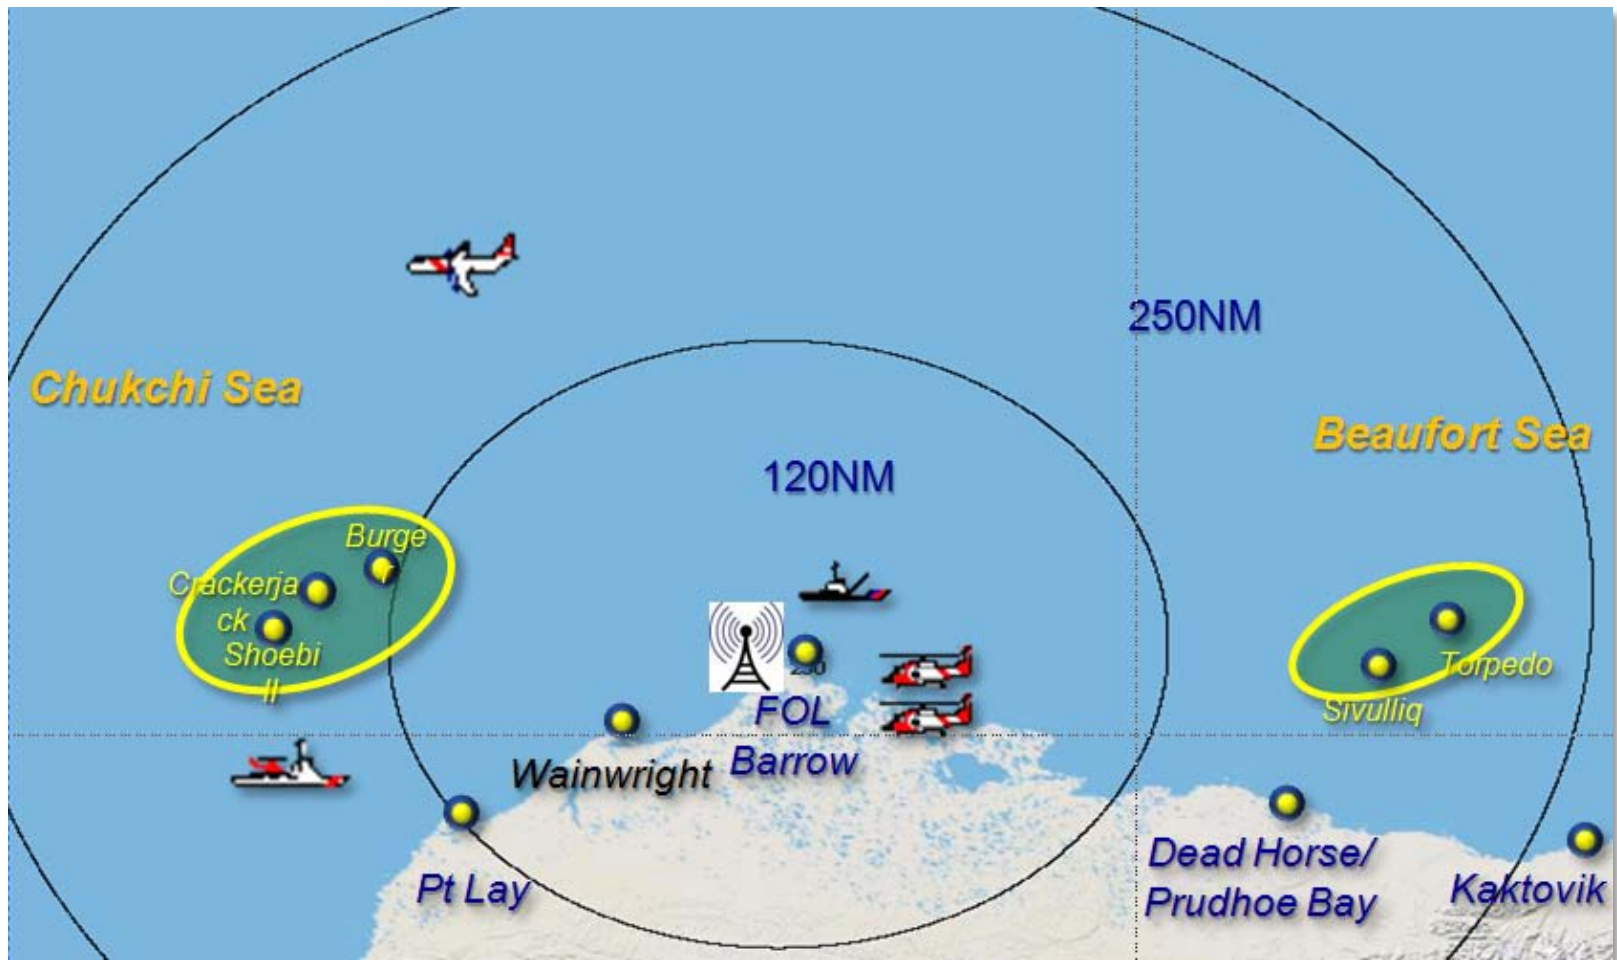 250NM
Chukchi Sea
Beaufort Sea
120NM
Burge
r
Crackerja
ck
Shoebi
ll
Torpedo
Sivulliq
FOL
Barrow
Wainwright
Pt Lay
Dead Horse/
Prudhoe Bay
Kaktovik